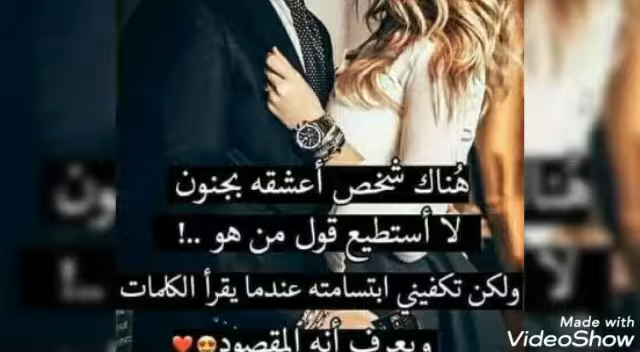 هُناك شخص أعشقه بجنون
لا أستطيع قول من هو ..!
ولكن تكفيني ابتسامته عندما يقرأ الكلمات
ويعرف أنه المقصود😍❤
Made with
VideoShow